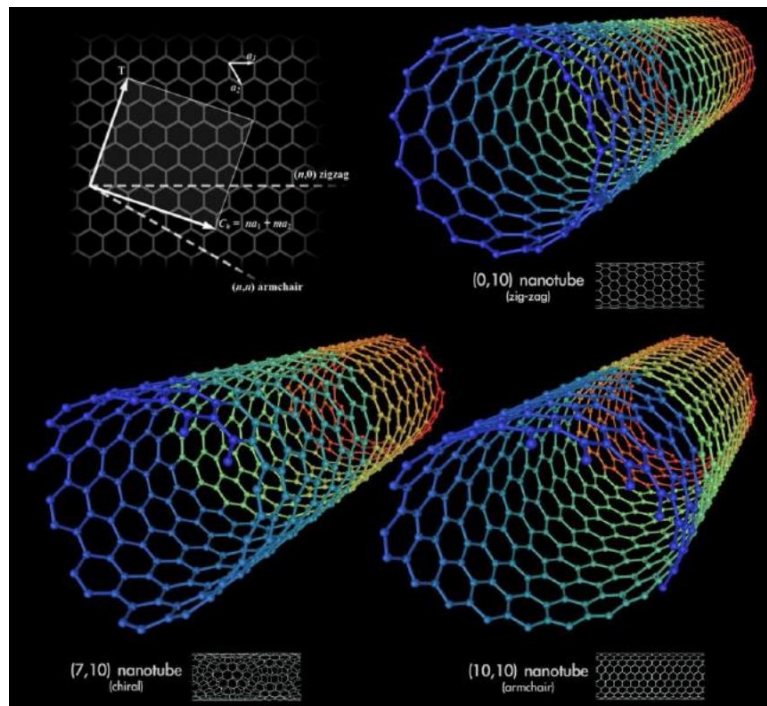 T
a₁
a₂
(n,0) zigzag
Cₕ = na₁ + ma₂
(n,n) armchair
(0,10) nanotube
(zig-zag)
(7,10) nanotube
(chiral)
(10,10) nanotube
(armchair)